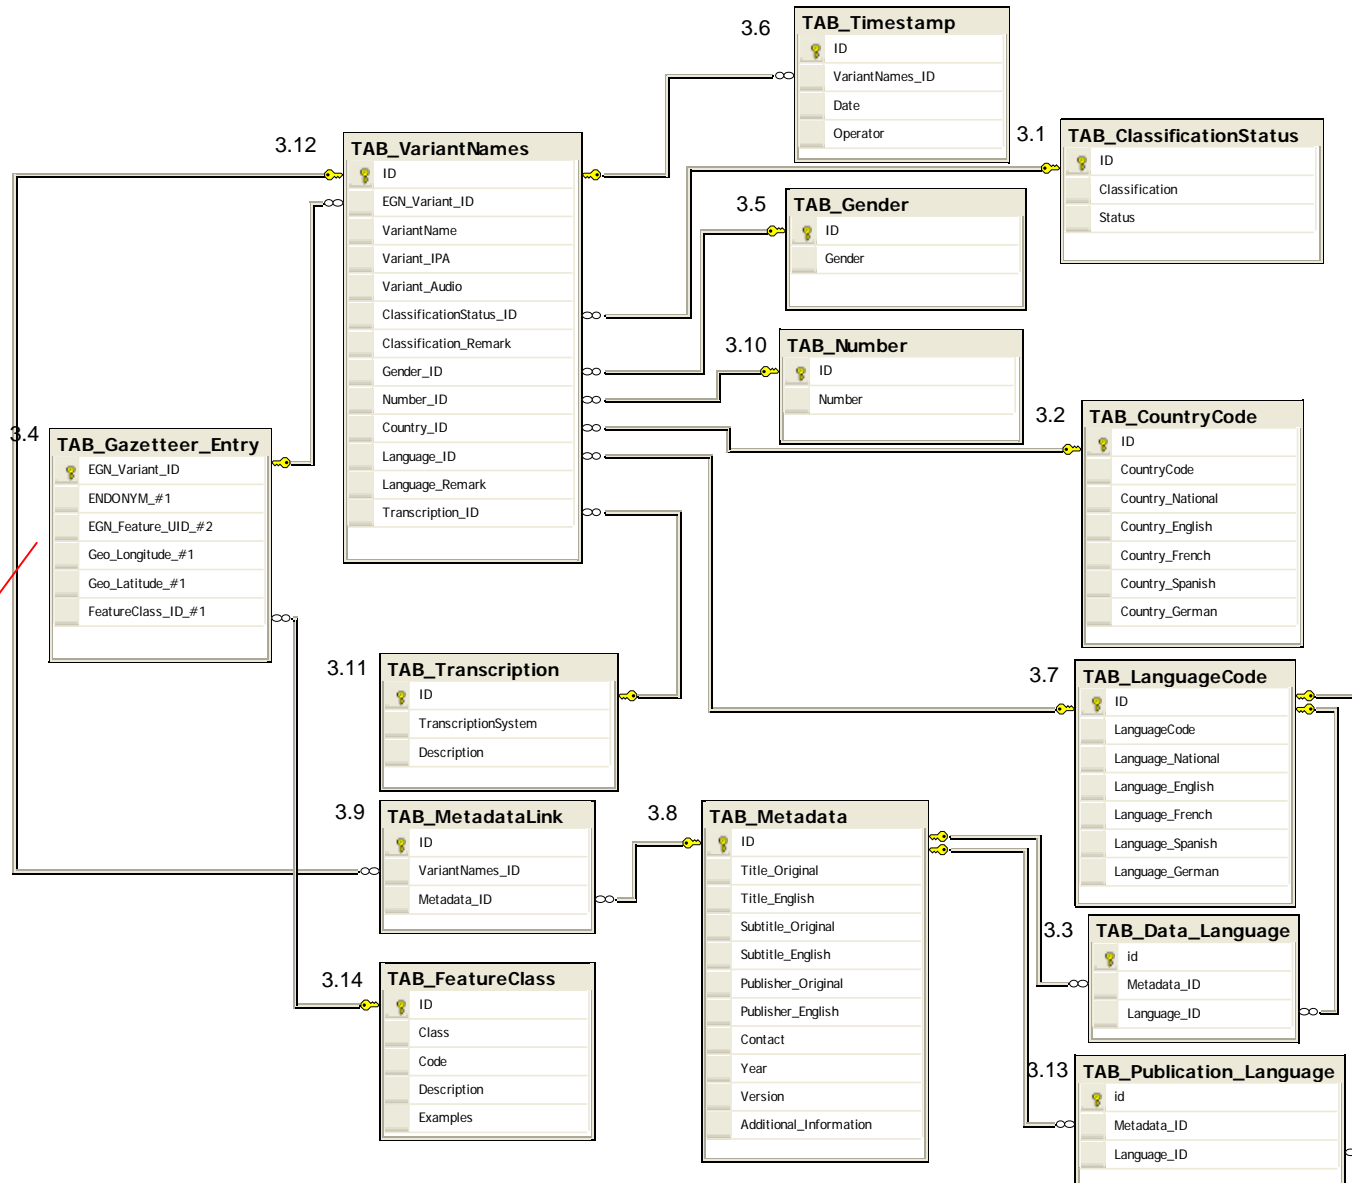 3.6
TAB_Timestamp
ID
VariantNames_ID
Date
Operator
3.1
TAB_ClassificationStatus
ID
Classification
Status
3.12
TAB_VariantNames
ID
EGN_Variant_ID
VariantName
Variant_IPA
Variant_Audio
ClassificationStatus_ID
Classification_Remark
Gender_ID
Number_ID
Country_ID
Language_ID
Language_Remark
Transcription_ID
3.5
TAB_Gender
ID
Gender
3.10
TAB_Number
ID
Number
3.2
TAB_CountryCode
ID
CountryCode
Country_National
Country_English
Country_French
Country_Spanish
Country_German
3.4
TAB_Gazetteer_Entry
EGN_Variant_ID
ENDONYM_#1
EGN_Feature_UID_#2
Geo_Longitude_#1
Geo_Latitude_#1
FeatureClass_ID_#1
3.11
TAB_Transcription
ID
TranscriptionSystem
Description
3.7
TAB_LanguageCode
ID
LanguageCode
Language_National
Language_English
Language_French
Language_Spanish
Language_German
3.9
TAB_MetadataLink
ID
VariantNames_ID
Metadata_ID
3.8
TAB_Metadata
ID
Title_Original
Title_English
Subtitle_Original
Subtitle_English
Publisher_Original
Publisher_English
Contact
Year
Version
Additional_Information
3.3
TAB_Data_Language
id
Metadata_ID
Language_ID
3.14
TAB_FeatureClass
ID
Class
Code
Description
Examples
3.13
TAB_Publication_Language
id
Metadata_ID
Language_ID